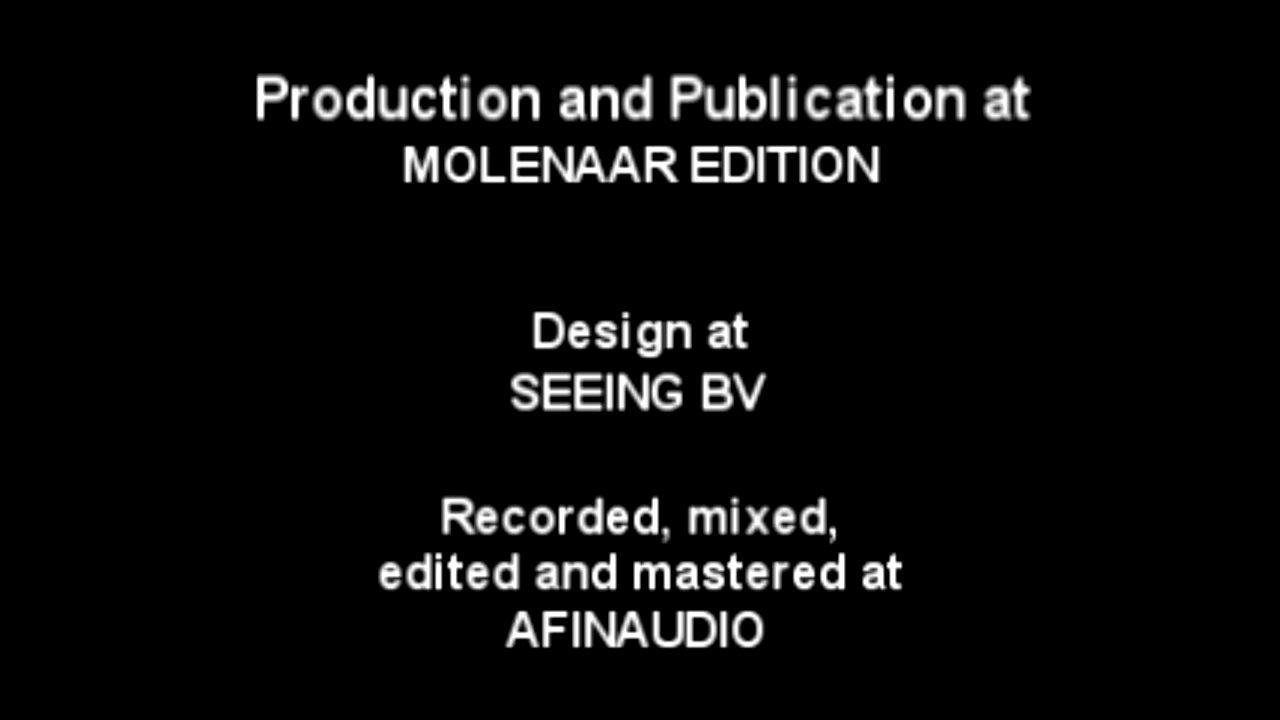 Production and Publication at
MOLENAAR EDITION
Design at
SEEING BV
Recorded, mixed,
edited and mastered at
AFINAUDIO